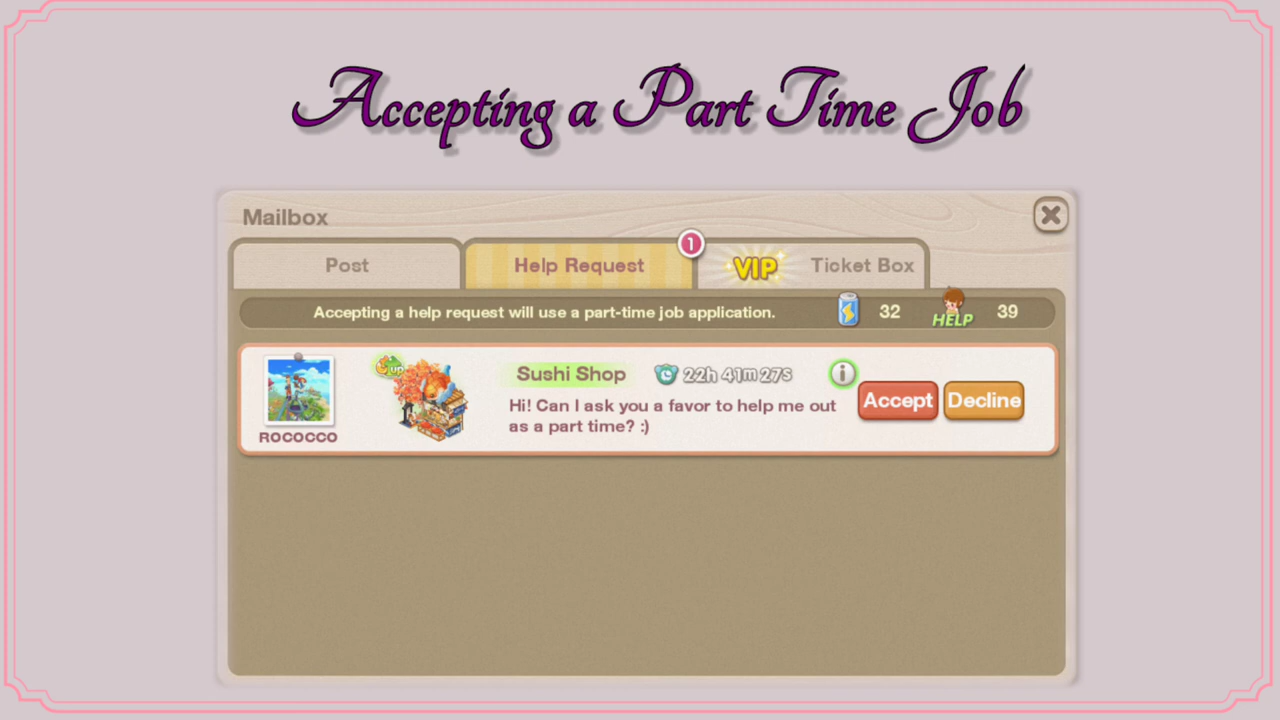 Accepting a Part Time Job
Mailbox
Post
Help Request
1
VIP Ticket Box
Accepting a help request will use a part-time job application.
32
HELP
39
UP
Sushi Shop
22h 41m 27s
i
Hi! Can I ask you a favor to help me out
as a part time? :)
Accept
Decline
ROCOCCO